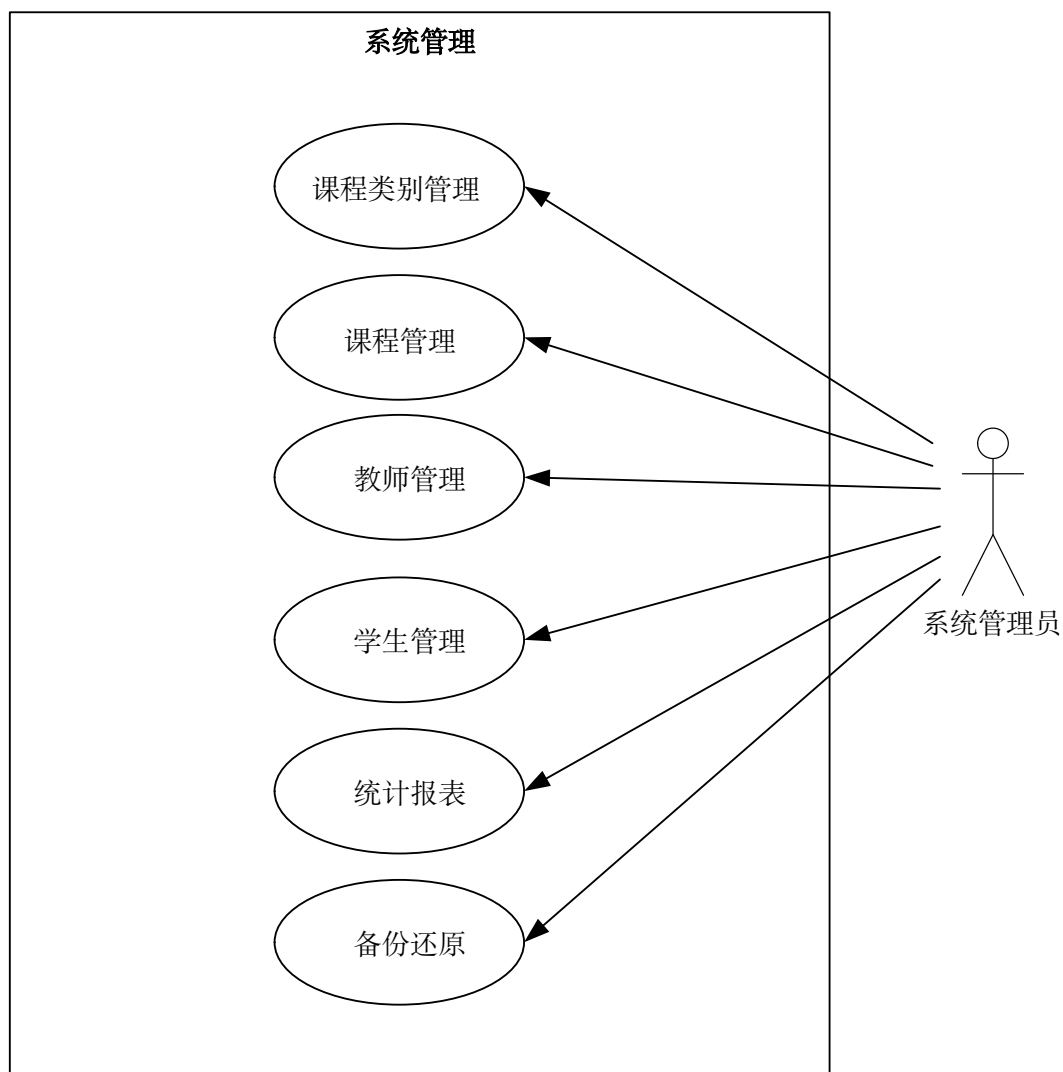 系统管理
课程类别管理
课程管理
教师管理
学生管理
系统管理员
统计报表
备份还原